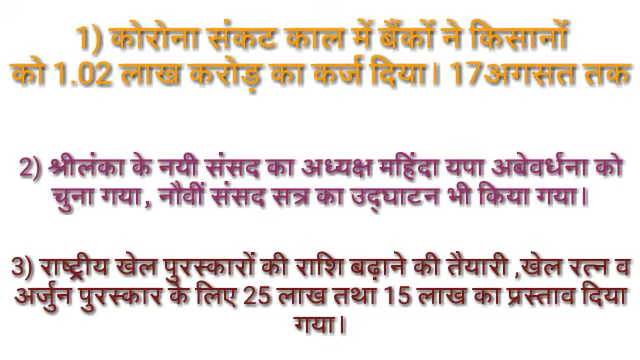 1) कोरोना संकट काल में बैंकों ने किसानों
को 1.02 लाख करोड़ का कर्ज दिया। 17अगसत तक
2) श्रीलंका के नयी संसद का अध्यक्ष महिंदा यपा अबेवर्धना को
चुना गया, नौवीं संसद सत्र का उद्घाटन भी किया गया।
3) राष्ट्रीय खेल पुरस्कारों की राशि बढ़ाने की तैयारी ,खेल रत्न व
अर्जुन पुरस्कार के लिए 25 लाख तथा 15 लाख का प्रस्ताव दिया
गया।